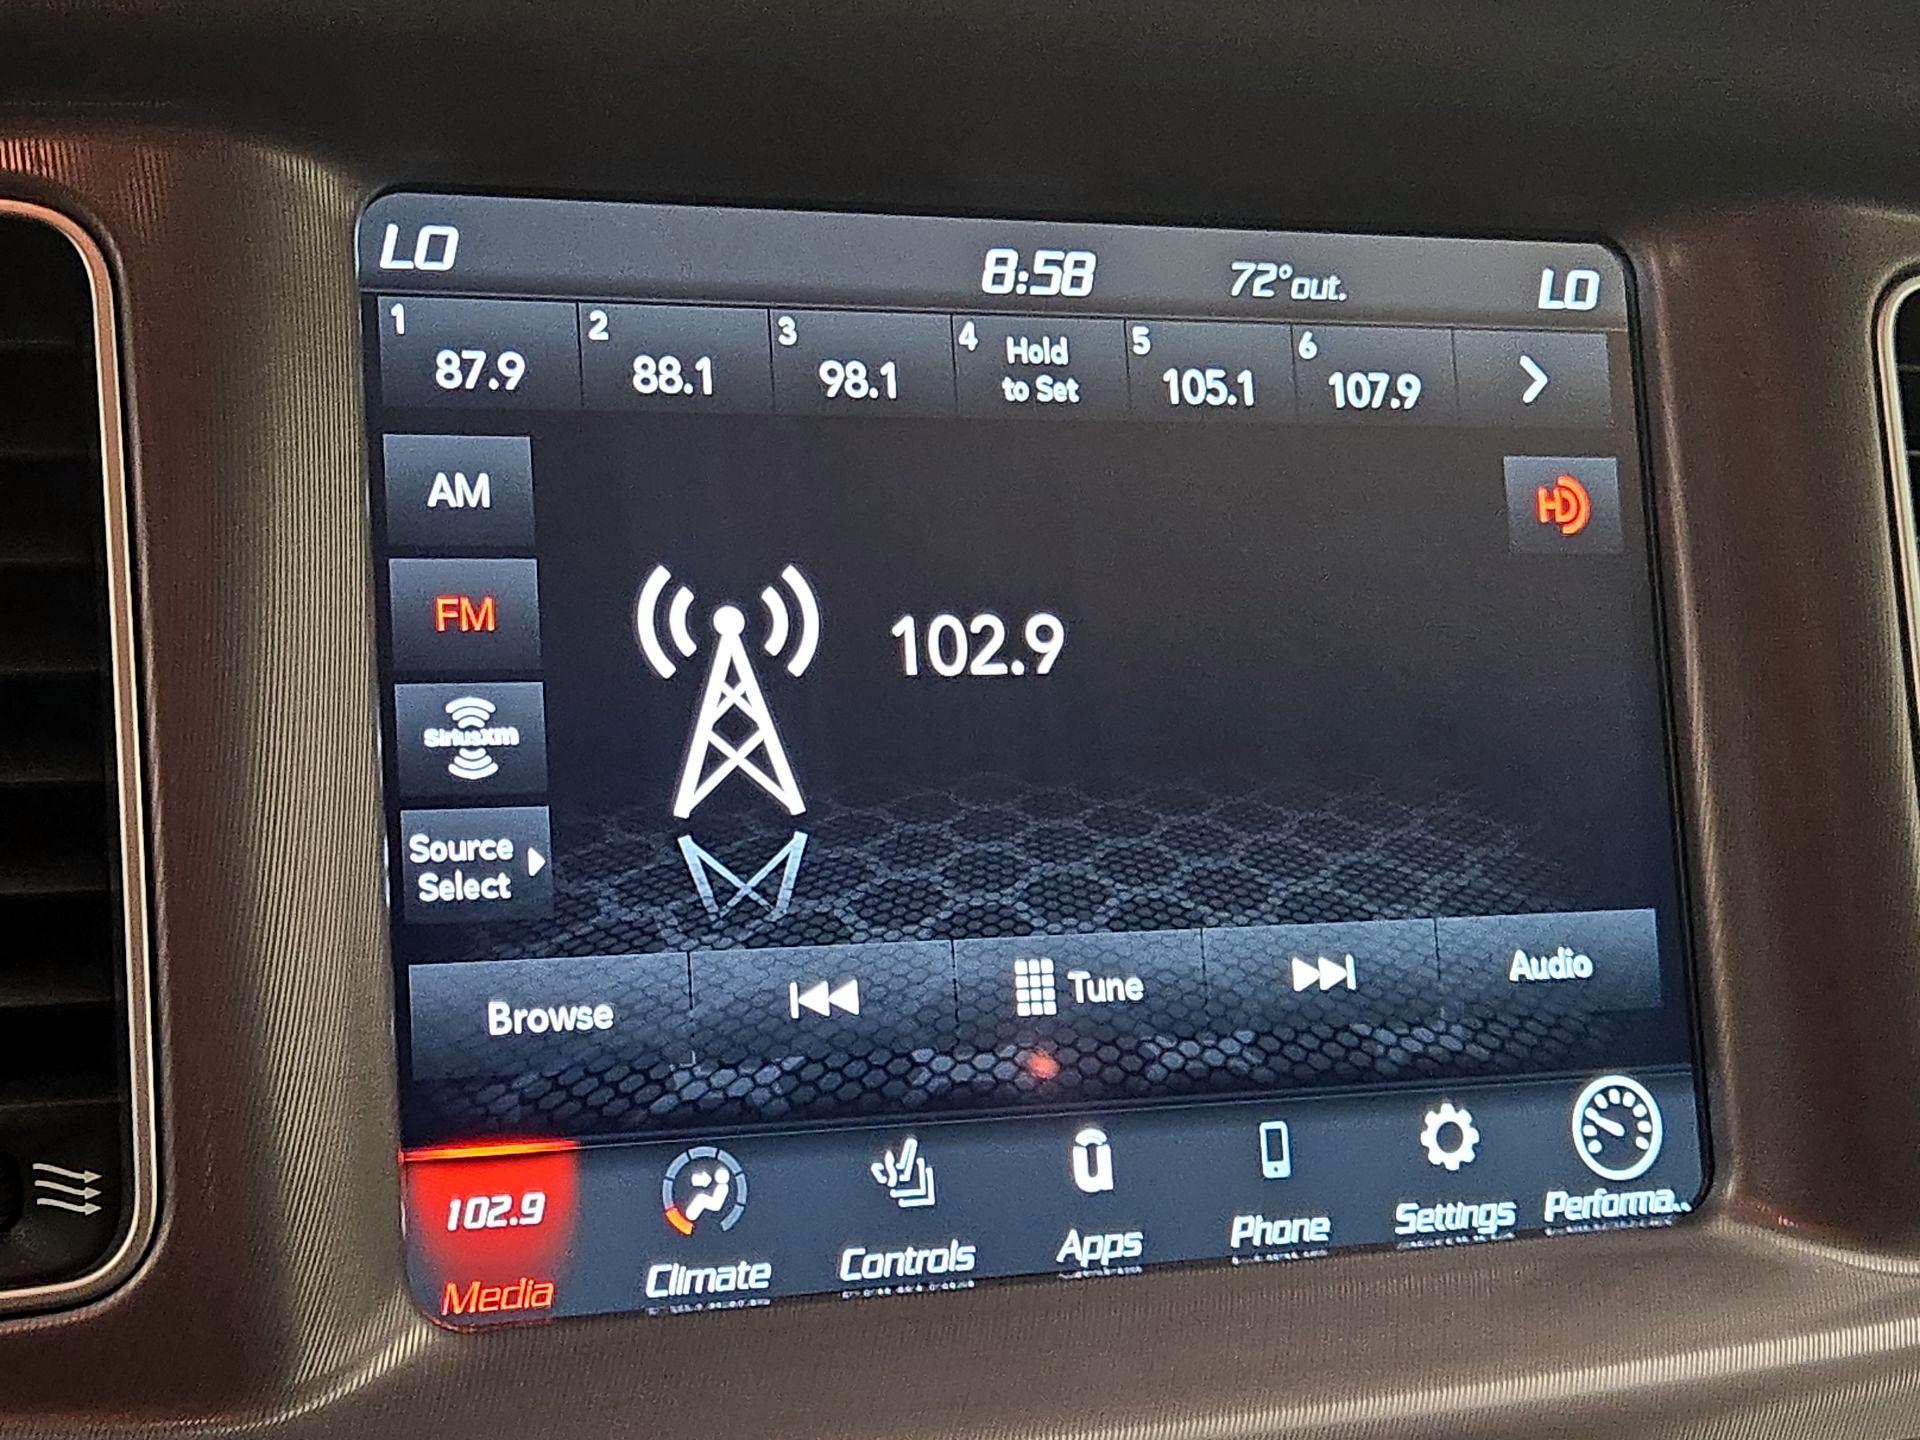 LO 8:58 72°out. LO
1 2 3 4 Hold 5 6
87.9 88.1 98.1 to Set 105.1 107.9
AM
HD
FM
102.9
SiriusXM
Source
Select
Browse Tune Audio
102.9
Media Climate Controls Apps Phone Settings Performa..